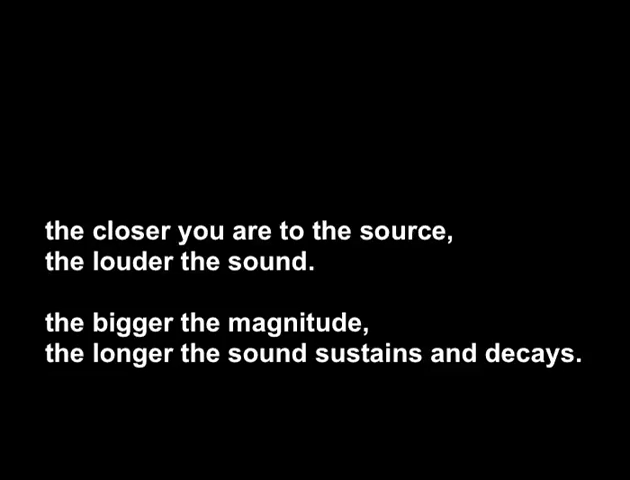 the closer you are to the source,
the louder the sound.
the bigger the magnitude,
the longer the sound sustains and decays.